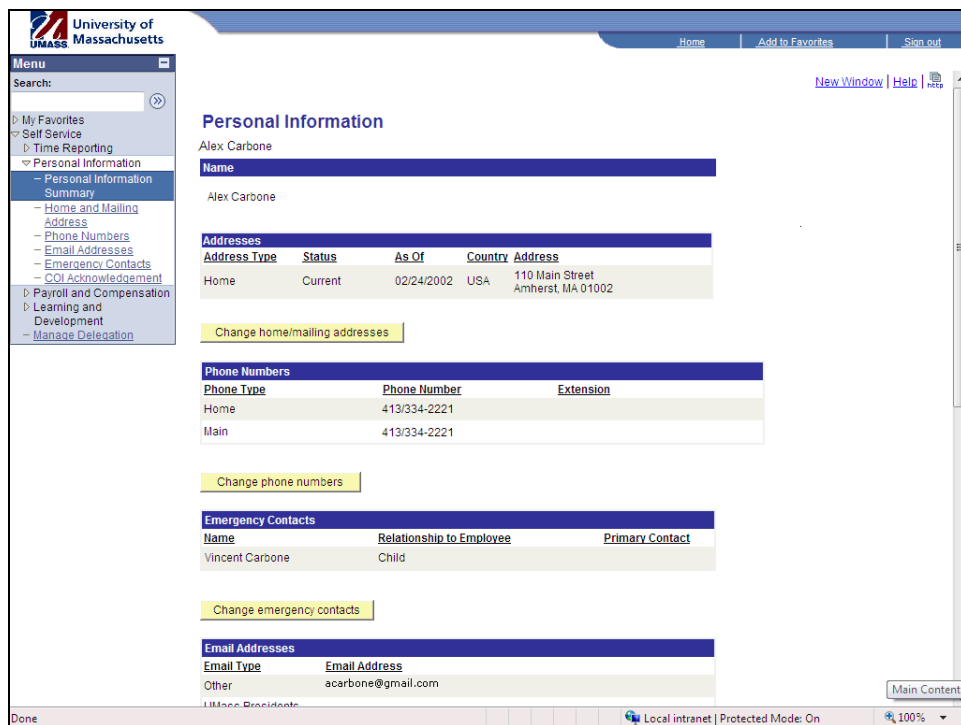 University of
UMASS. Massachusetts
Home Add to Favorites Sign out
Menu
Search:
My Favorites
Self Service
Time Reporting
Personal Information
Personal Information
Summary
Home and Mailing
Address
Phone Numbers
Email Addresses
Emergency Contacts
COI Acknowledgement
Payroll and Compensation
Learning and
Development
Manage Delegation
New Window | Help | http
Personal Information
Alex Carbone
Name
Alex Carbone
Addresses
Address Type Status As Of Country Address
Home Current 02/24/2002 USA 110 Main Street
Amherst, MA 01002
Change home/mailing addresses
Phone Numbers
Phone Type Phone Number Extension
Home 413/334-2221
Main 413/334-2221
Change phone numbers
Emergency Contacts
Name Relationship to Employee Primary Contact
Vincent Carbone Child
Change emergency contacts
Email Addresses
Email Type Email Address
Other acarbone@gmail.com
UMass Presidents
Main Content
Done Local intranet | Protected Mode: On 100%